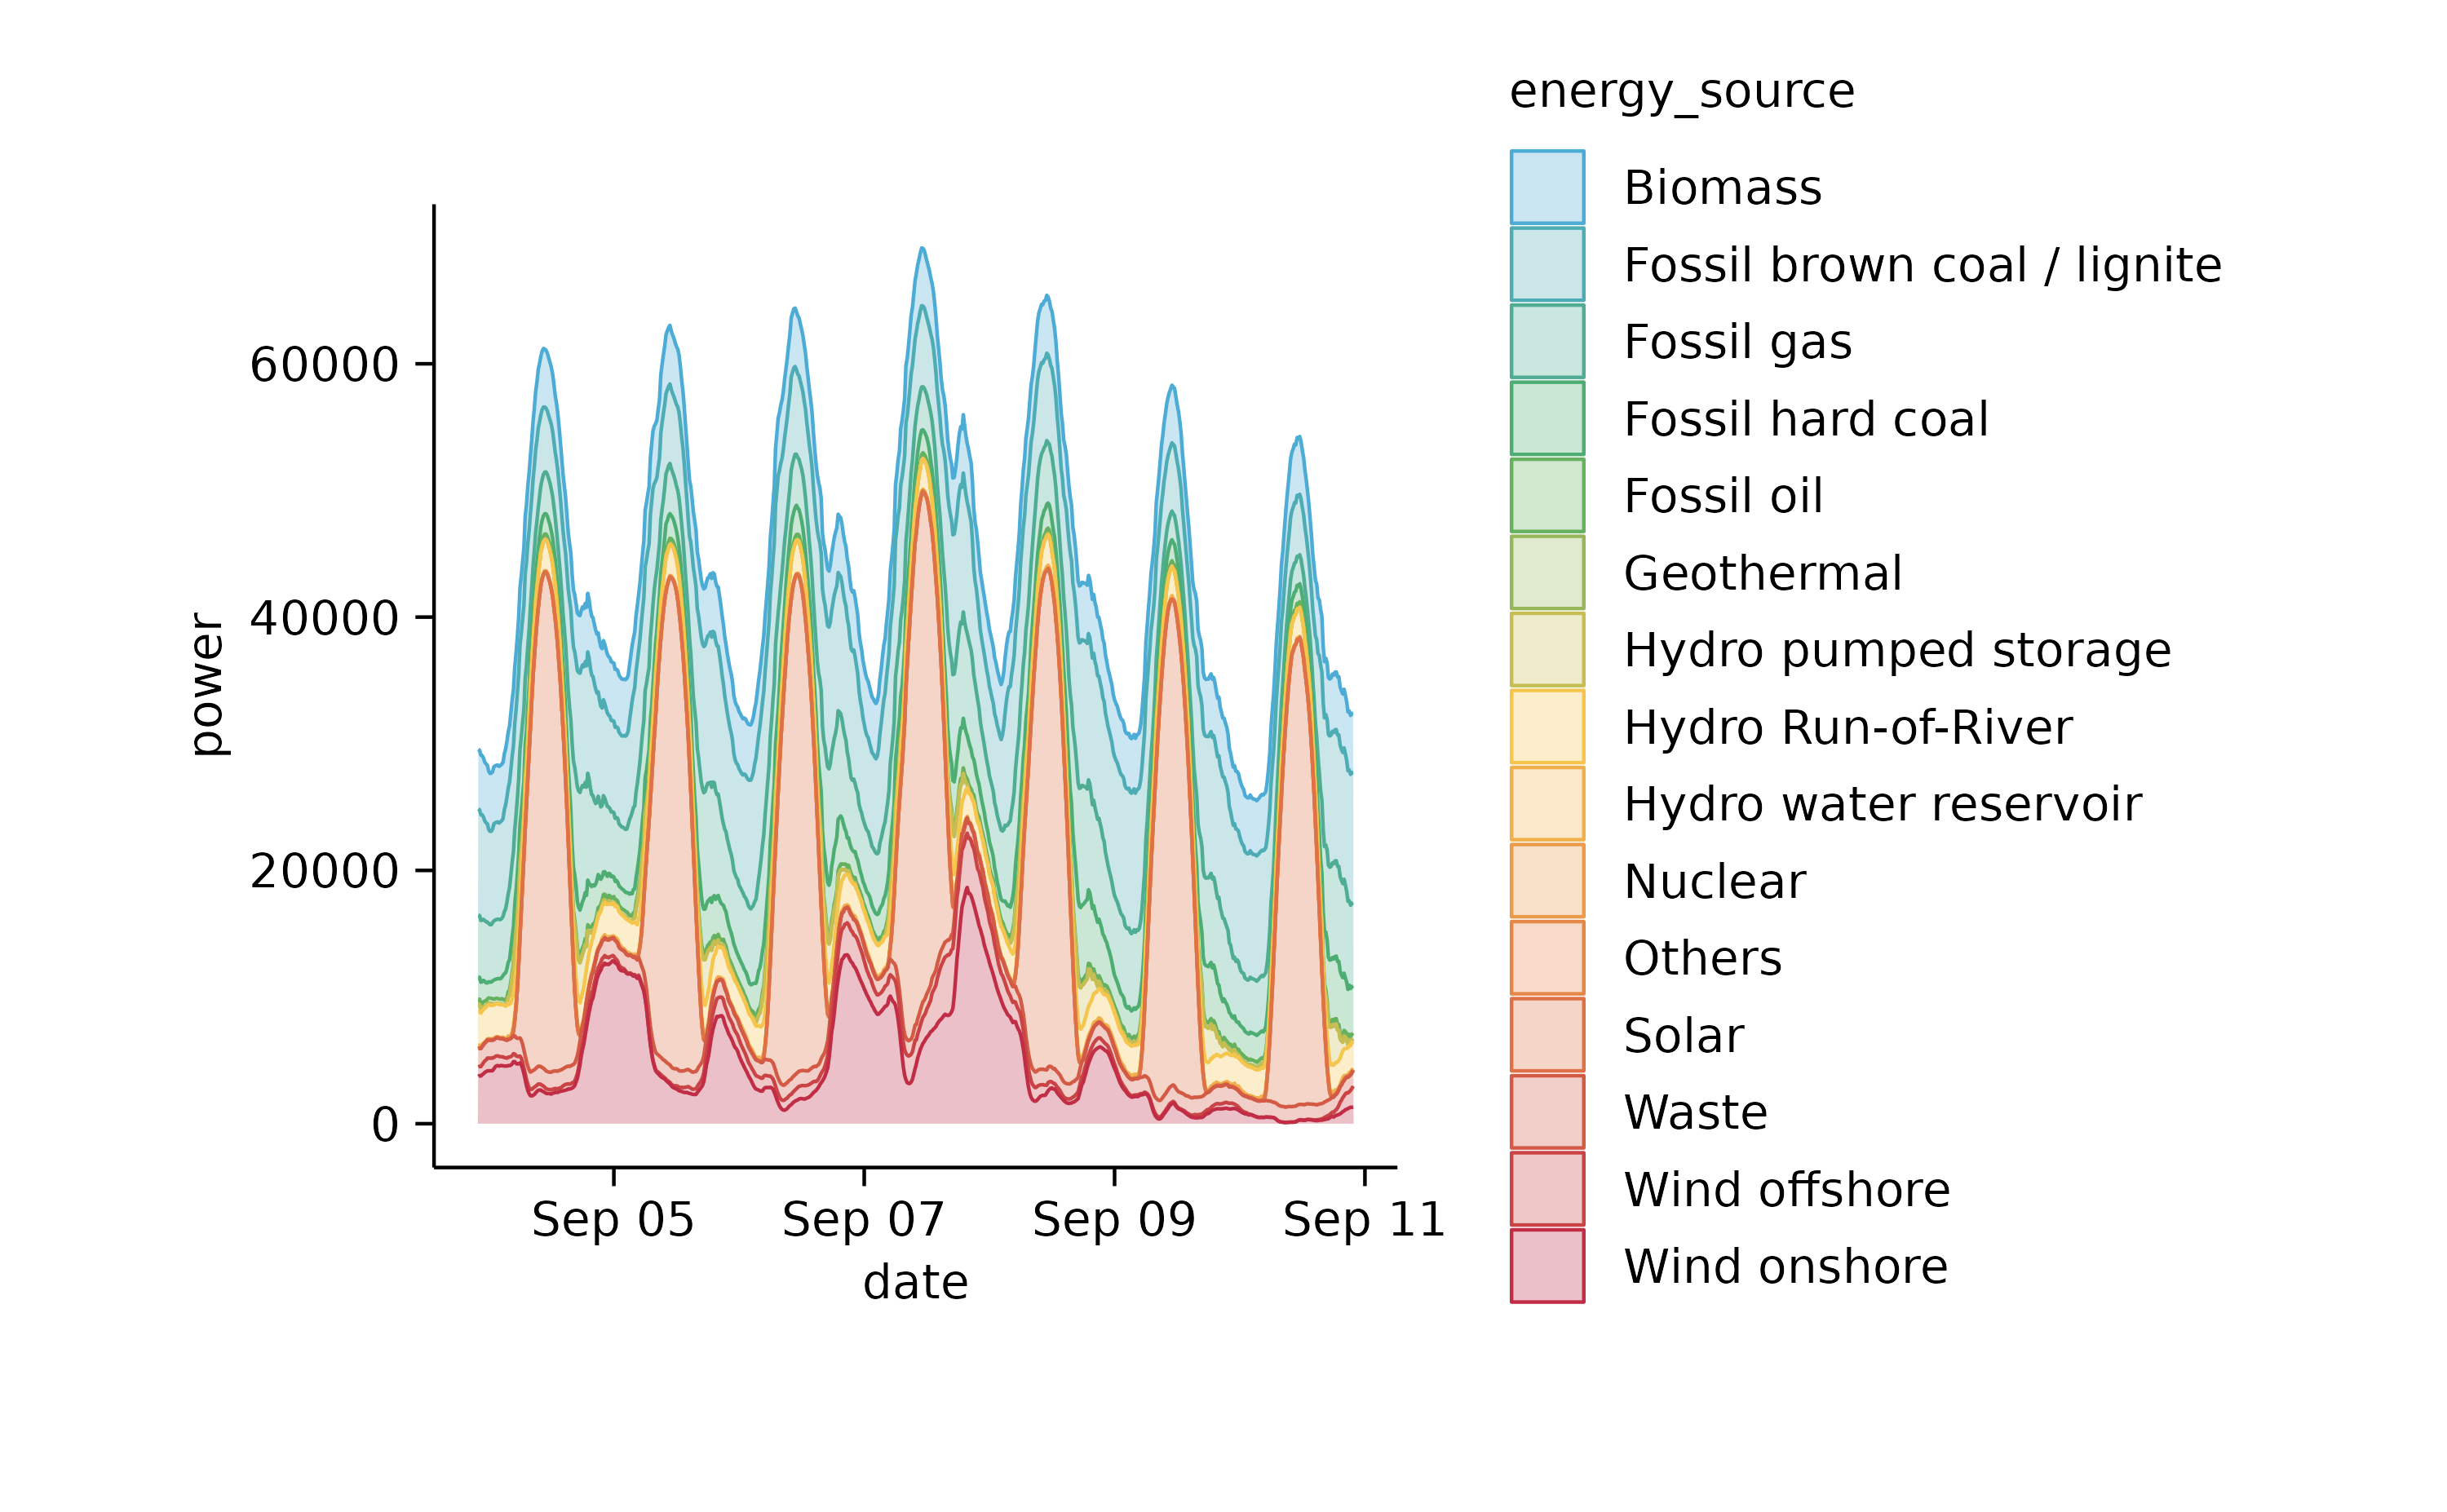 energy_source
Biomass
Fossil brown coal / lignite
Fossil gas
Fossil hard coal
Fossil oil
Geothermal
Hydro pumped storage
Hydro Run-of-River
Hydro water reservoir
Nuclear
Others
Solar
Waste
Wind offshore
Wind onshore
power
60000
40000
20000
0
Sep 05 Sep 07 Sep 09 Sep 11
date